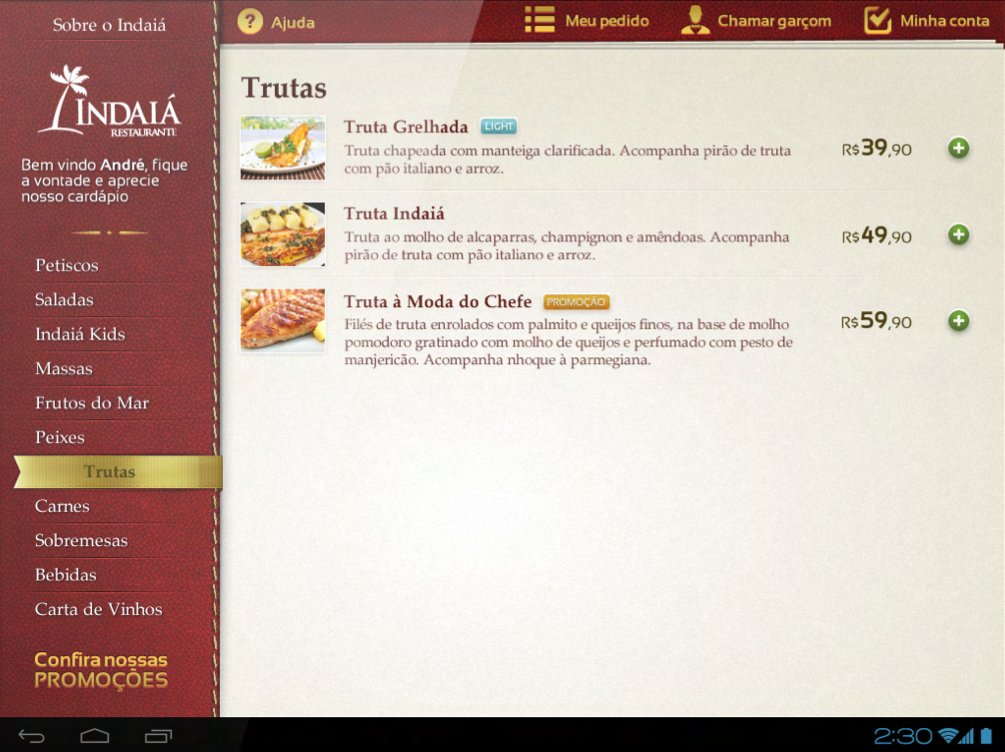 Sobre o Indaiá
INDAIÁ
RESTAURANTE
Bem vindo André, fique
a vontade e aprecie
nosso cardápio
Petiscos
Saladas
Indaiá Kids
Massas
Frutos do Mar
Peixes
Trutas
Carnes
Sobremesas
Bebidas
Carta de Vinhos
Confira nossas
PROMOÇÕES
? Ajuda
Meu pedido
Chamar garçom
Minha conta
Trutas
Truta Grelhada LIGHT
Truta chapeada com manteiga clarificada. Acompanha pirão de truta
com pão italiano e arroz.
R$39,90
Truta Indaiá
Truta ao molho de alcaparras, champignon e amêndoas. Acompanha
pirão de truta com pão italiano e arroz.
R$49,90
Truta à Moda do Chefe PROMOÇÃO
Filés de truta enrolados com palmito e queijos finos, na base de molho
pomodoro gratinado com molho de queijos e perfumado com pesto de
manjericão. Acompanha nhoque à parmegiana.
R$59,90
2:30